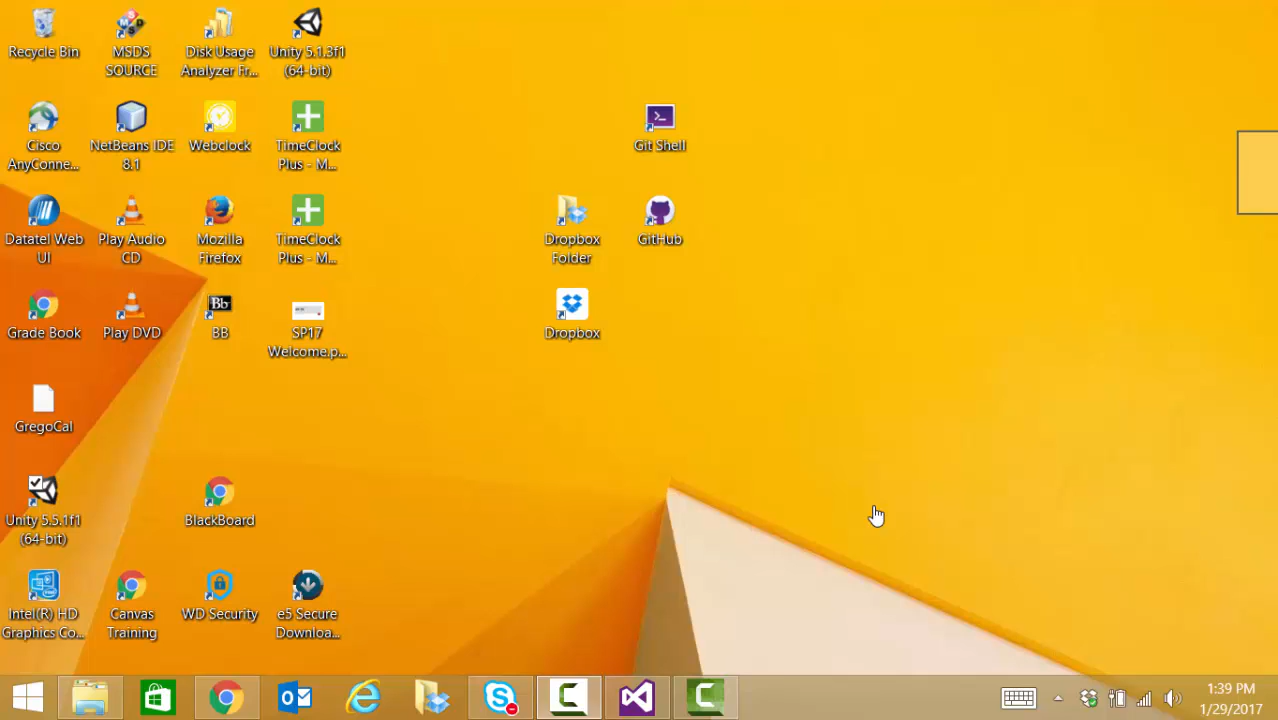 Recycle Bin
MSDS
SOURCE
Disk Usage
Analyzer Fr...
Unity 5.1.3f1
(64-bit)
Cisco
AnyConne...
NetBeans IDE
8.1
Webclock
TimeClock
Plus - M...
Git Shell
Datatel Web
UI
Play Audio
CD
Mozilla
Firefox
TimeClock
Plus - M...
Dropbox
Folder
GitHub
Grade Book
Play DVD
Bb
BB
SP17
Welcome.p...
Dropbox
GregoCal
Unity 5.5.1f1
(64-bit)
BlackBoard
Intel(R) HD
Graphics Co...
Canvas
Training
WD Security
e5 Secure
Downloa...
1:39 PM
1/29/2017